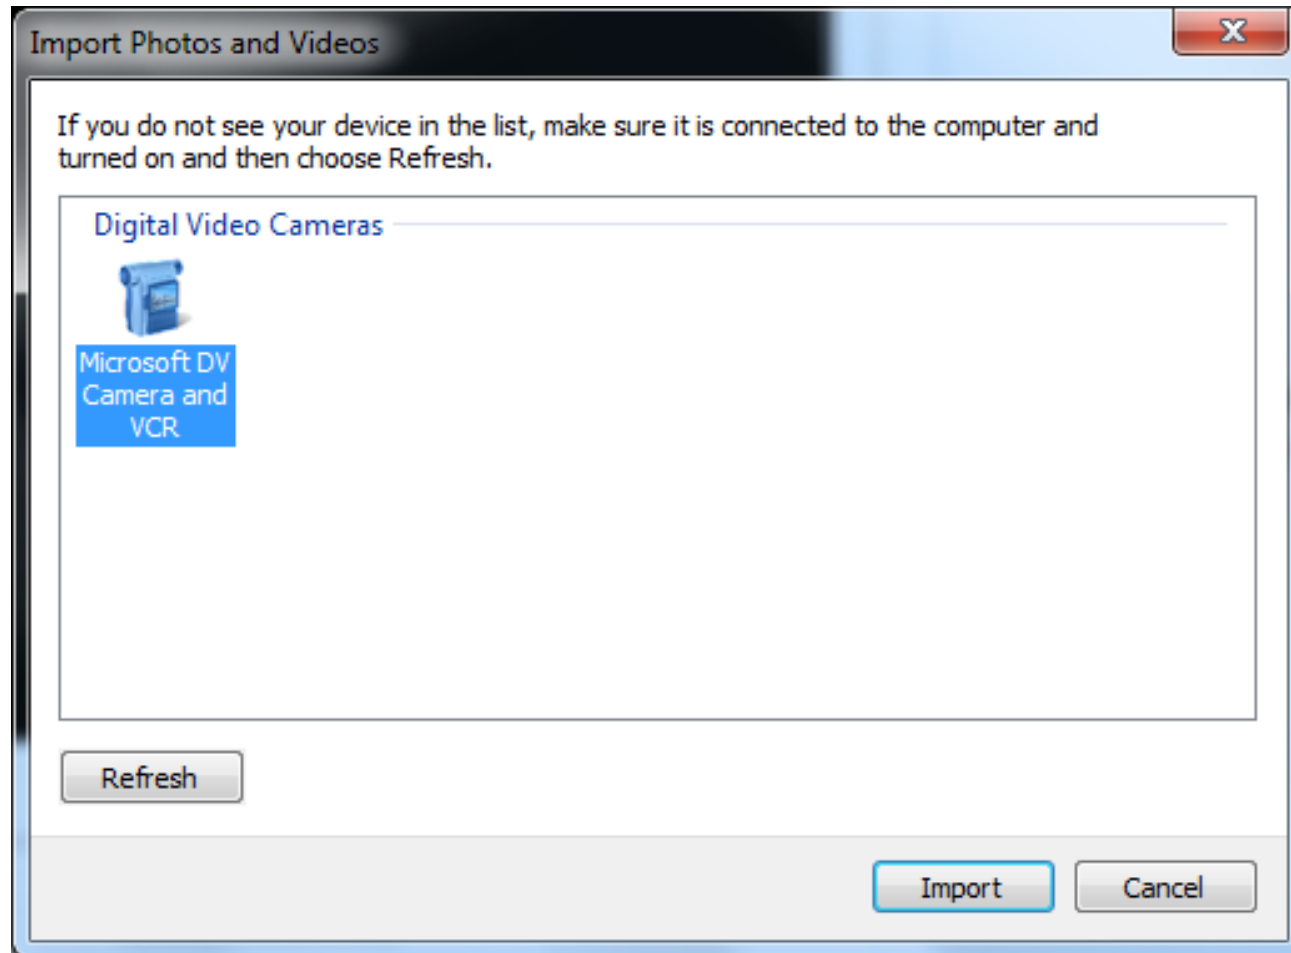 Import Photos and Videos
If you do not see your device in the list, make sure it is connected to the computer and
turned on and then choose Refresh.
Digital Video Cameras
Microsoft DV
Camera and
VCR
Refresh
Import
Cancel